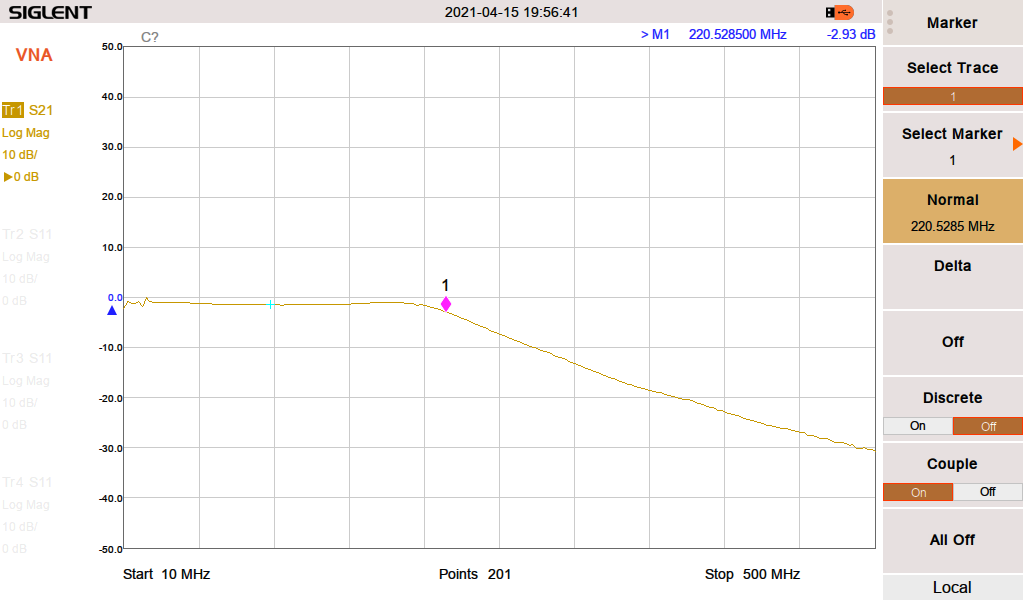 SIGLENT
2021-04-15 19:56:41
Marker
VNA
C?
> M1 220.528500 MHz -2.93 dB
Select Trace
1
Tr1 S21
Log Mag
10 dB/
▶0 dB
Tr2 S11
Log Mag
10 dB/
0 dB
Tr3 S11
Log Mag
10 dB/
0 dB
Tr4 S11
Log Mag
10 dB/
0 dB
50.0
40.0
30.0
20.0
10.0
0.0
-10.0
-20.0
-30.0
-40.0
-50.0
1
Start 10 MHz
Points 201
Stop 500 MHz
Select Marker
1
Normal
220.5285 MHz
Delta
Off
Discrete
On Off
Couple
On Off
All Off
Local